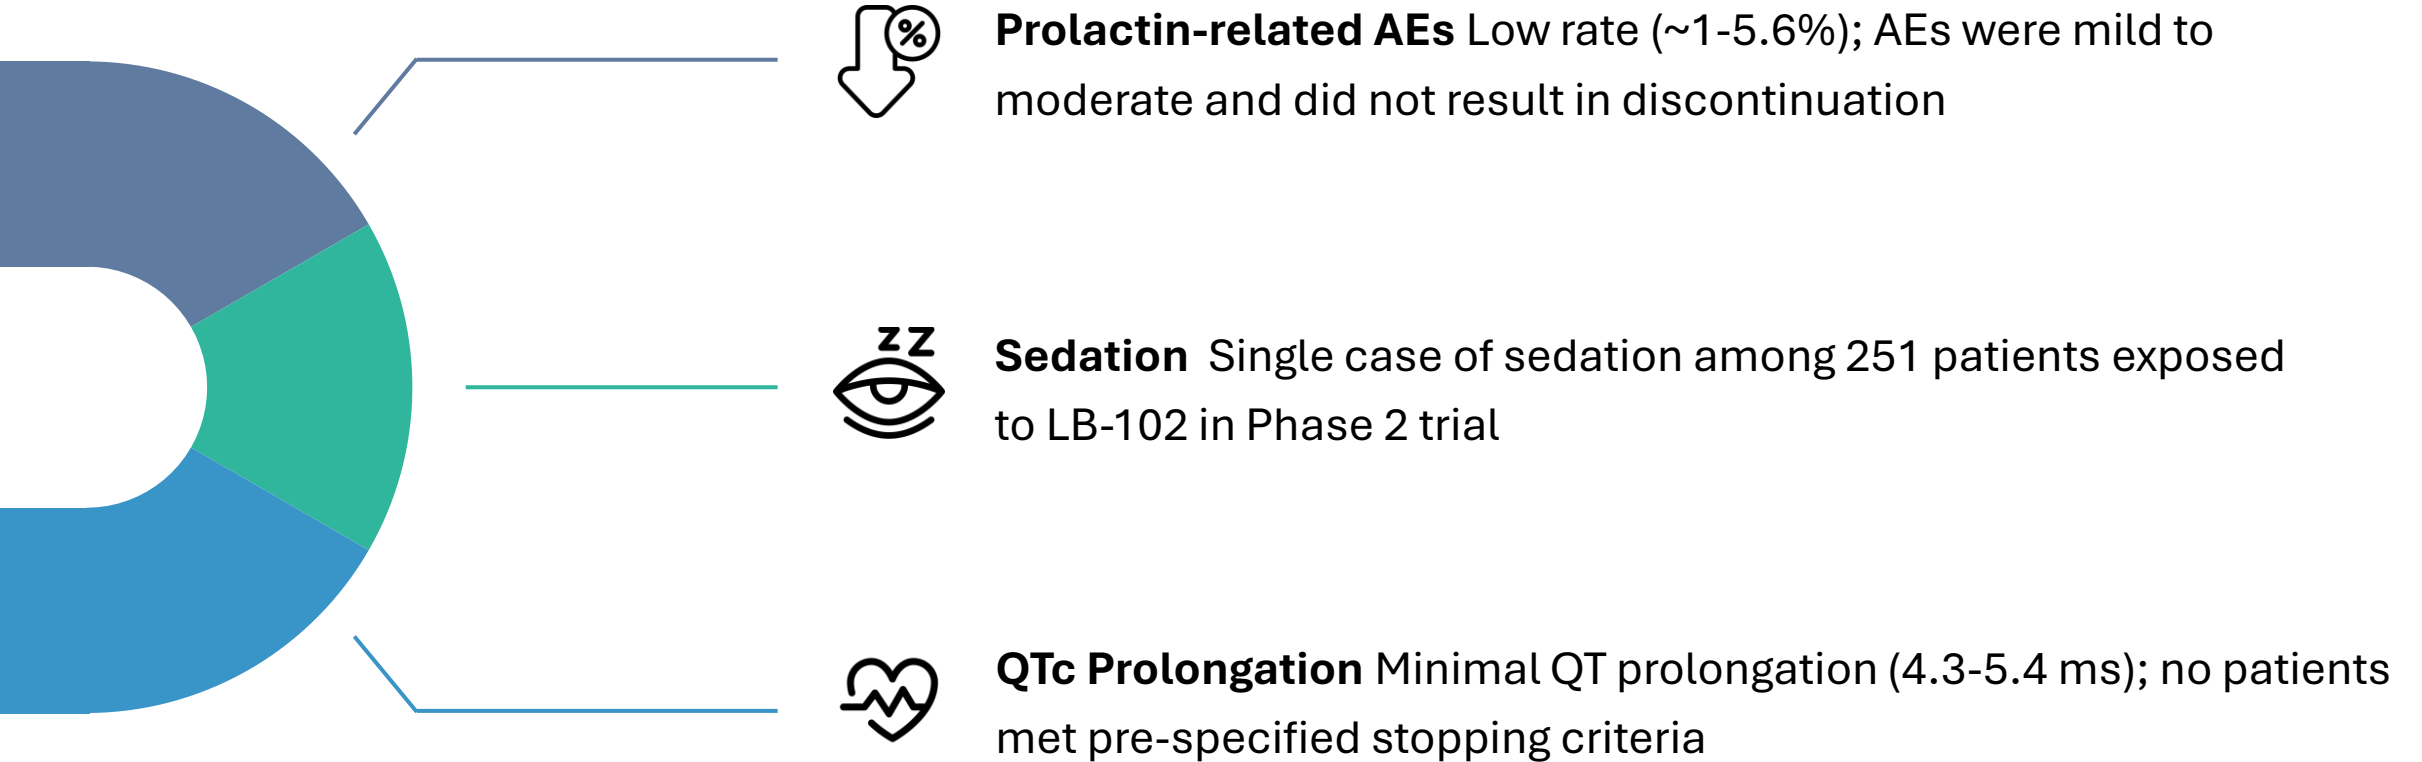 %
Prolactin-related AEs Low rate (~1-5.6%); AEs were mild to
moderate and did not result in discontinuation
zZ
Sedation Single case of sedation among 251 patients exposed
to LB-102 in Phase 2 trial
QTc Prolongation Minimal QT prolongation (4.3-5.4 ms); no patients
met pre-specified stopping criteria